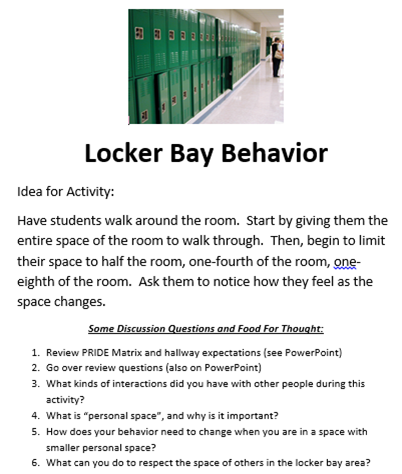 Locker Bay Behavior
Idea for Activity:
Have students walk around the room.  Start by giving them the
entire space of the room to walk through.  Then, begin to limit
their space to half the room, one-fourth of the room, one-
eighth of the room.  Ask them to notice how they feel as the
space changes.
Some Discussion Questions and Food For Thought:
1. Review PRIDE Matrix and hallway expectations (see PowerPoint)
2. Go over review questions (also on PowerPoint)
3. What kinds of interactions did you have with other people during this
activity?
4. What is “personal space”, and why is it important?
5. How does your behavior need to change when you are in a space with
smaller personal space?
6. What can you do to respect the space of others in the locker bay area?